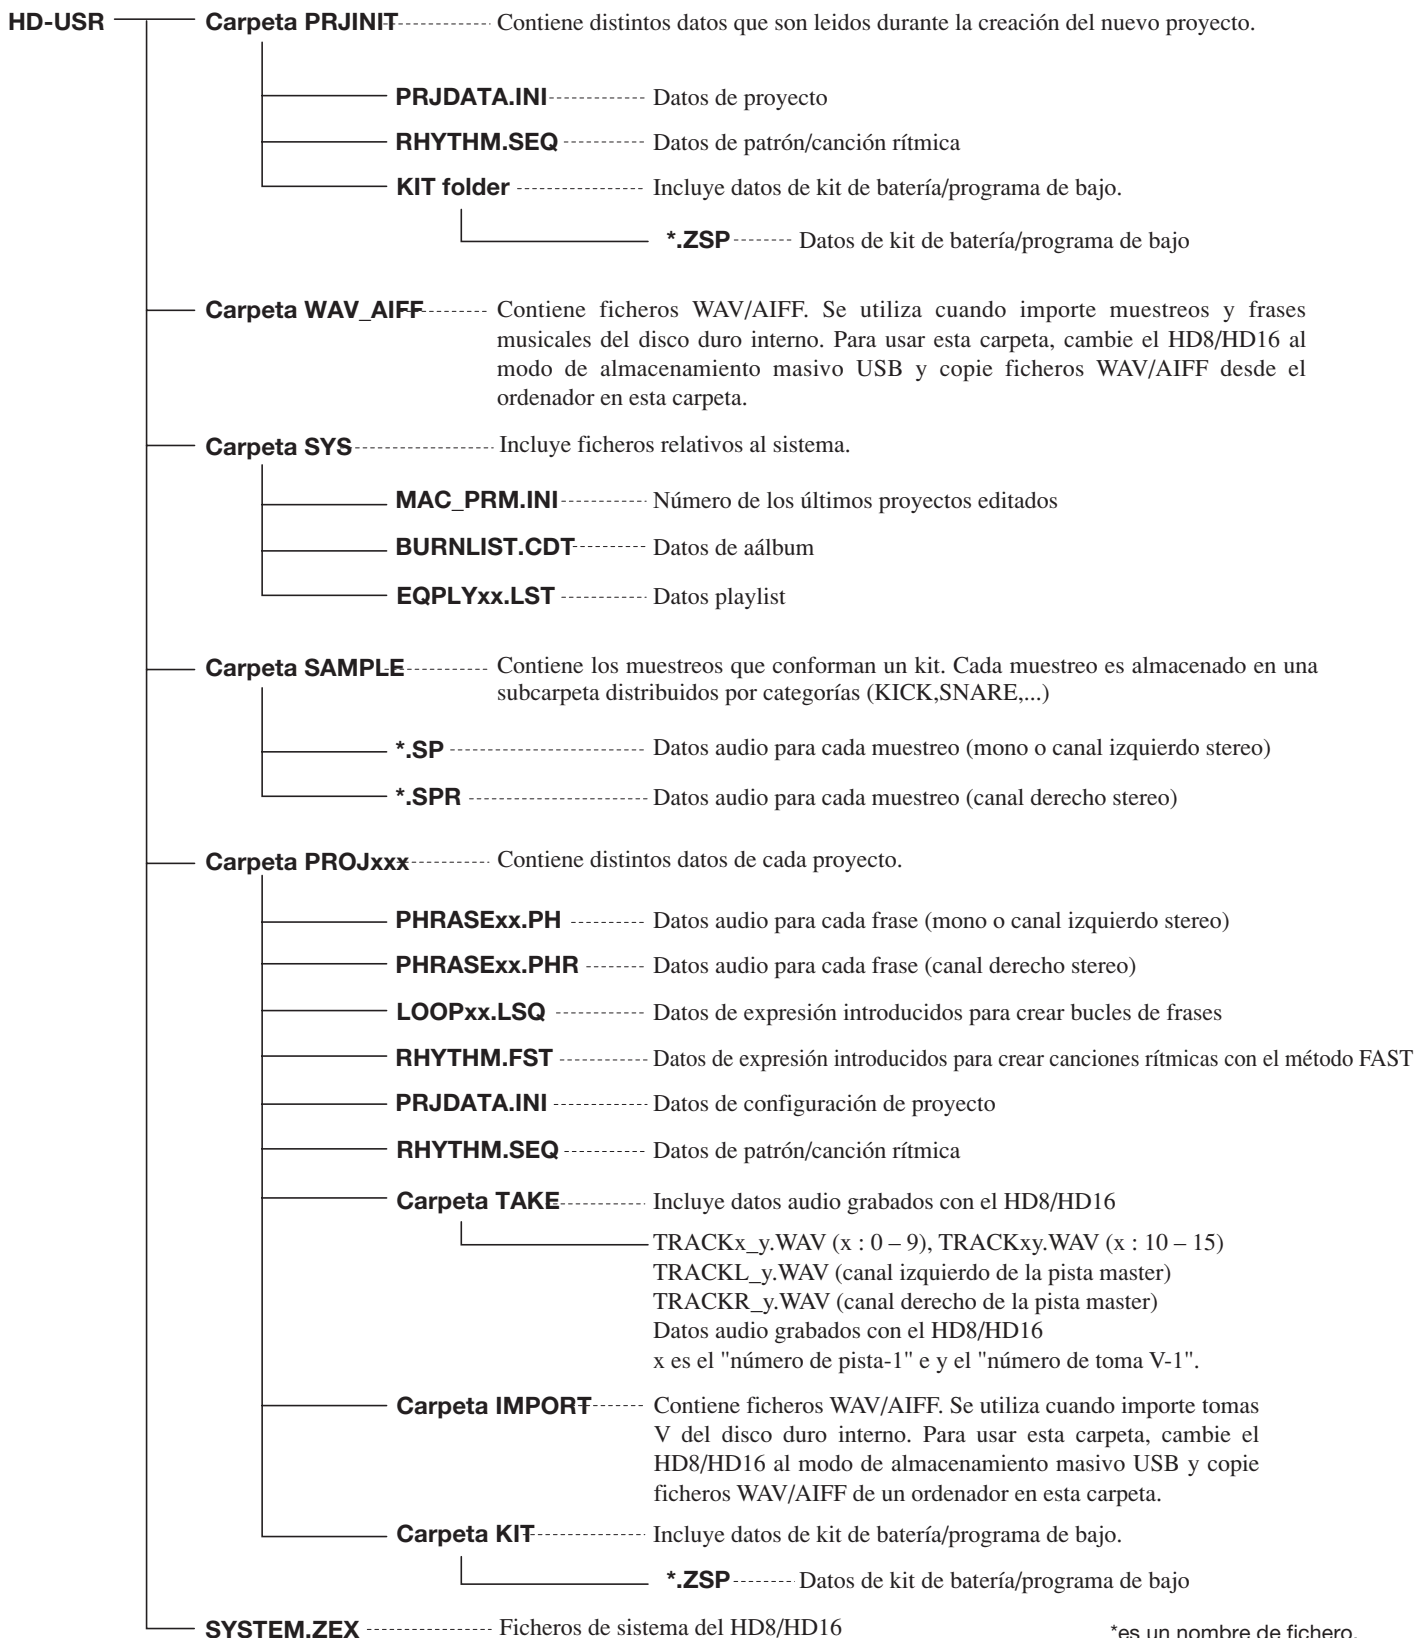 HD-USR Carpeta PRJINIT Contiene distintos datos que son leidos durante la creación del nuevo proyecto.
PRJDATA.INI Datos de proyecto
RHYTHM.SEQ Datos de patrón/canción rítmica
KIT folder Incluye datos de kit de batería/programa de bajo.
*.ZSP Datos de kit de batería/programa de bajo
Carpeta WAV_AIFF Contiene ficheros WAV/AIFF. Se utiliza cuando importe muestreos y frases
musicales del disco duro interno. Para usar esta carpeta, cambie el HD8/HD16 al
modo de almacenamiento masivo USB y copie ficheros WAV/AIFF desde el
ordenador en esta carpeta.
Carpeta SYS Incluye ficheros relativos al sistema.
MAC_PRM.INI Número de los últimos proyectos editados
BURNLIST.CDT Datos de aálbum
EQPLYxx.LST Datos playlist
Carpeta SAMPLE Contiene los muestreos que conforman un kit. Cada muestreo es almacenado en una
subcarpeta distribuidos por categorías (KICK,SNARE,...)
*.SP Datos audio para cada muestreo (mono o canal izquierdo stereo)
*.SPR Datos audio para cada muestreo (canal derecho stereo)
Carpeta PROJxxx Contiene distintos datos de cada proyecto.
PHRASExx.PH Datos audio para cada frase (mono o canal izquierdo stereo)
PHRASExx.PHR Datos audio para cada frase (canal derecho stereo)
LOOPxx.LSQ Datos de expresión introducidos para crear bucles de frases
RHYTHM.FST Datos de expresión introducidos para crear canciones rítmicas con el método FAST
PRJDATA.INI Datos de configuración de proyecto
RHYTHM.SEQ Datos de patrón/canción rítmica
Carpeta TAKE Incluye datos audio grabados con el HD8/HD16
TRACKx_y.WAV (x : 0 – 9), TRACKxy.WAV (x : 10 – 15)
TRACKL_y.WAV (canal izquierdo de la pista master)
TRACKR_y.WAV (canal derecho de la pista master)
Datos audio grabados con el HD8/HD16
x es el "número de pista-1" e y el "número de toma V-1".
Carpeta IMPORT Contiene ficheros WAV/AIFF. Se utiliza cuando importe tomas
V del disco duro interno. Para usar esta carpeta, cambie el
HD8/HD16 al modo de almacenamiento masivo USB y copie
ficheros WAV/AIFF de un ordenador en esta carpeta.
Carpeta KIT Incluye datos de kit de batería/programa de bajo.
*.ZSP Datos de kit de batería/programa de bajo
SYSTEM.ZEX Ficheros de sistema del HD8/HD16
*es un nombre de fichero.